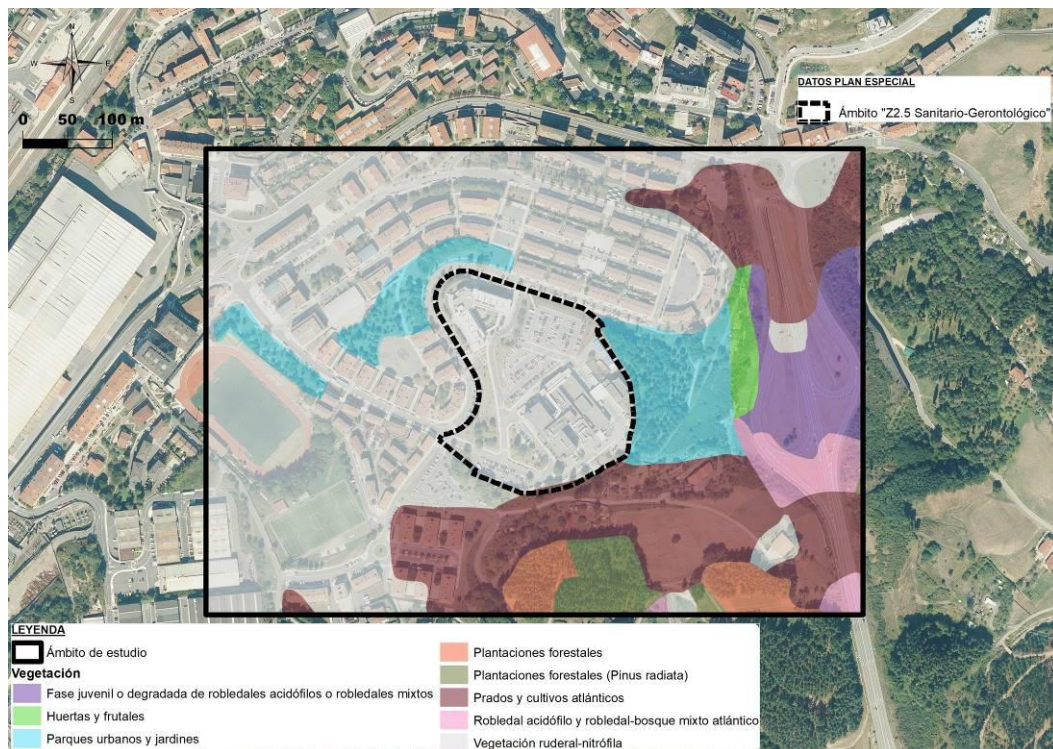 N
W E
S
0 50 100 m
DATOS PLAN ESPECIAL
Ámbito "Z2.5 Sanitario-Gerontológico"
LEYENDA
Ámbito de estudio
Vegetación
Fase juvenil o degradada de robledales acidófilos o robledales mixtos
Huertas y frutales
Parques urbanos y jardines
Plantaciones forestales
Plantaciones forestales (Pinus radiata)
Prados y cultivos atlánticos
Robledal acidófilo y robledal-bosque mixto atlántico
Vegetación ruderal-nitrófila